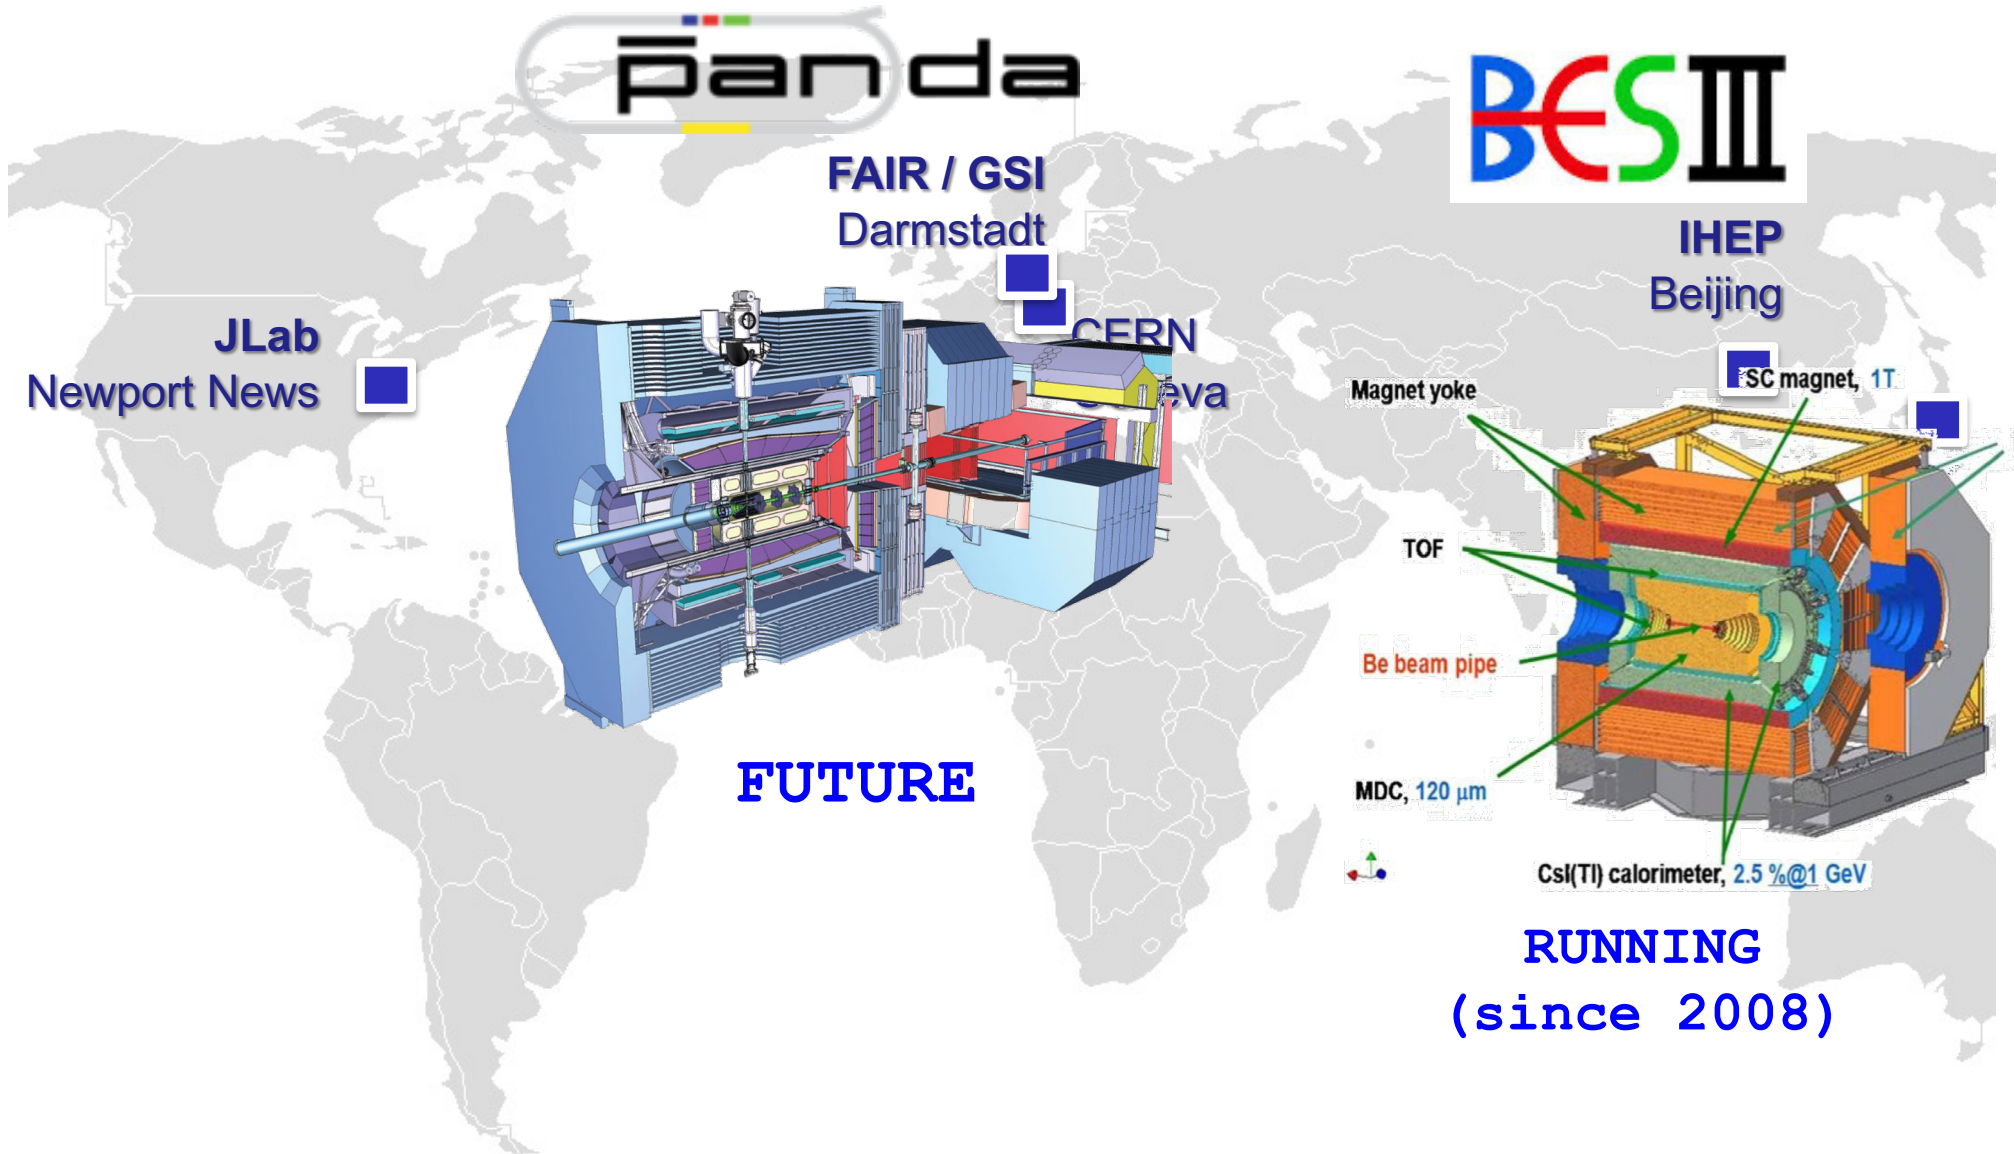 p̄anda
BESIII
FAIR / GSI
Darmstadt
IHEP
Beijing
JLab
Newport News
CERN
Magnet yoke
SC magnet, 1T
TOF
Be beam pipe
MDC, 120 μm
CsI(Tl) calorimeter, 2.5 %@1 GeV
FUTURE
RUNNING
(since 2008)